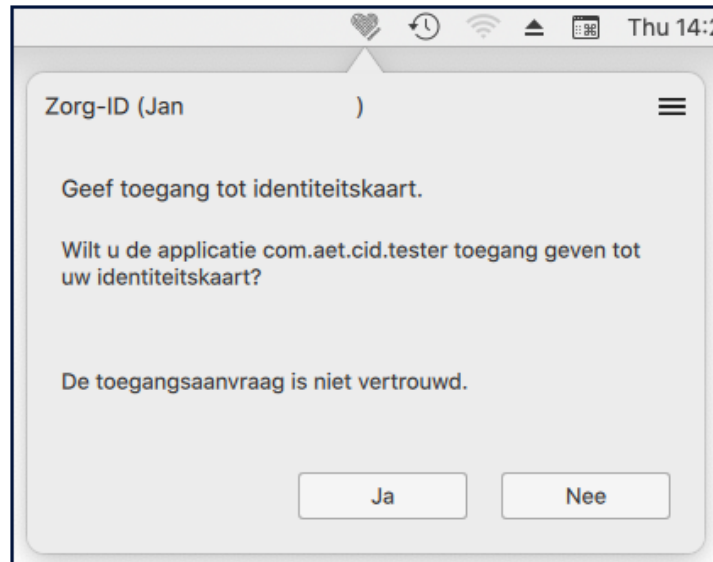 Thu 14:2
Zorg-ID (Jan )
Geef toegang tot identiteitskaart.
Wilt u de applicatie com.aet.cid.tester toegang geven tot
uw identiteitskaart?
De toegangsaanvraag is niet vertrouwd.
Ja Nee